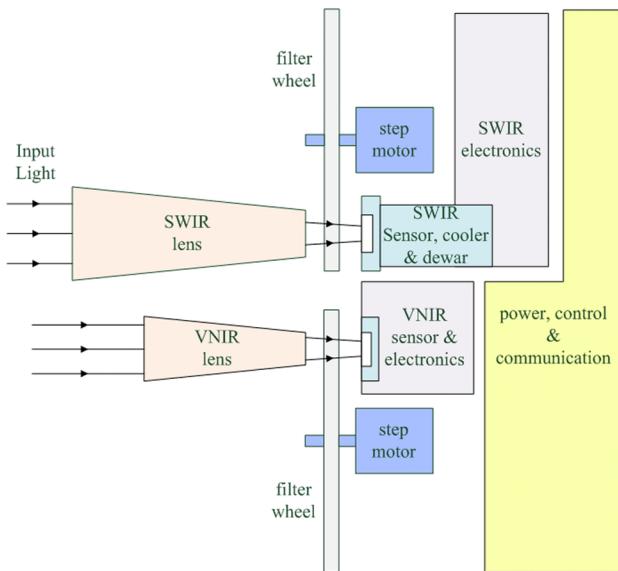 filter
wheel
step
motor
SWIR
electronics
Input
Light
SWIR
lens
SWIR
Sensor, cooler
& dewar
VNIR
lens
VNIR
sensor &
electronics
power, control
&
communication
step
motor
filter
wheel